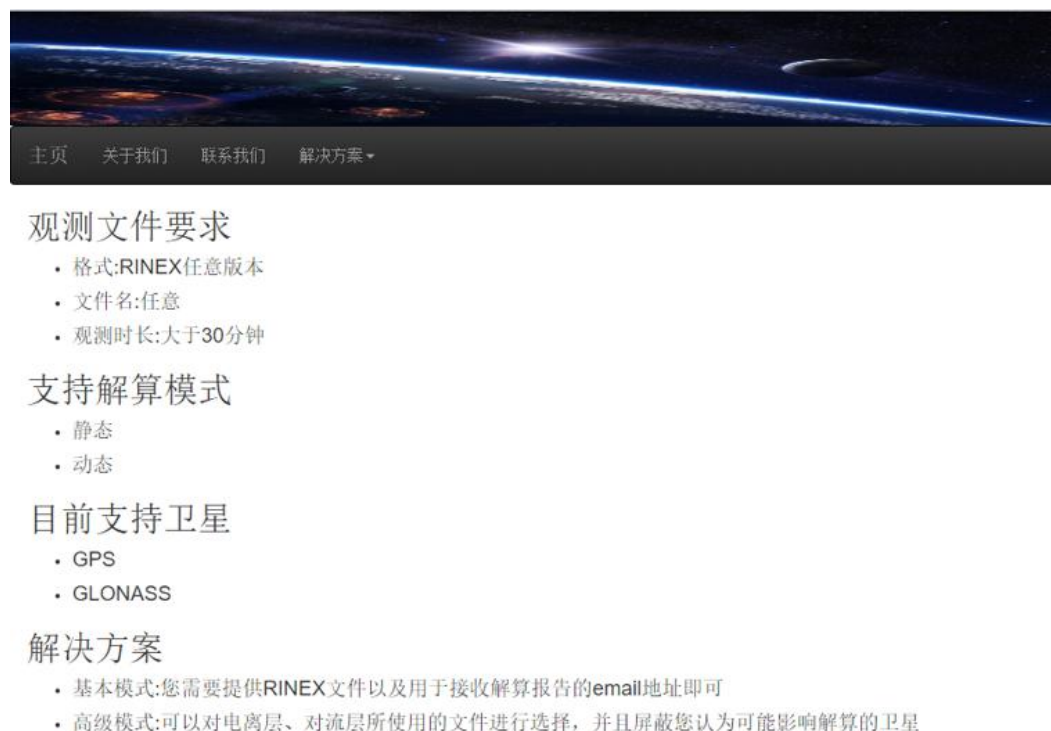 主页 关于我们 联系我们 解决方案
观测文件要求
格式:RINEX任意版本
文件名:任意
观测时长:大于30分钟
支持解算模式
静态
动态
目前支持卫星
GPS
GLONASS
解决方案
基本模式:您需要提供RINEX文件以及用于接收解算报告的email地址即可
高级模式:可以对电离层、对流层所使用的文件进行选择，并且屏蔽您认为可能影响解算的卫星